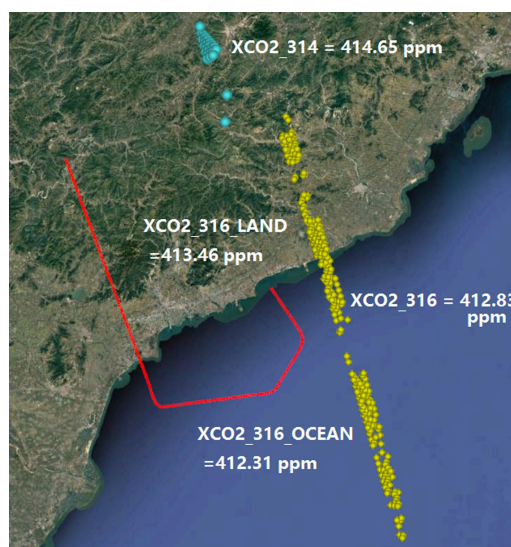 XCO2_314 = 414.65 ppm
XCO2_316_LAND
=413.46 ppm
XCO2_316 = 412.83
ppm
XCO2_316_OCEAN
=412.31 ppm